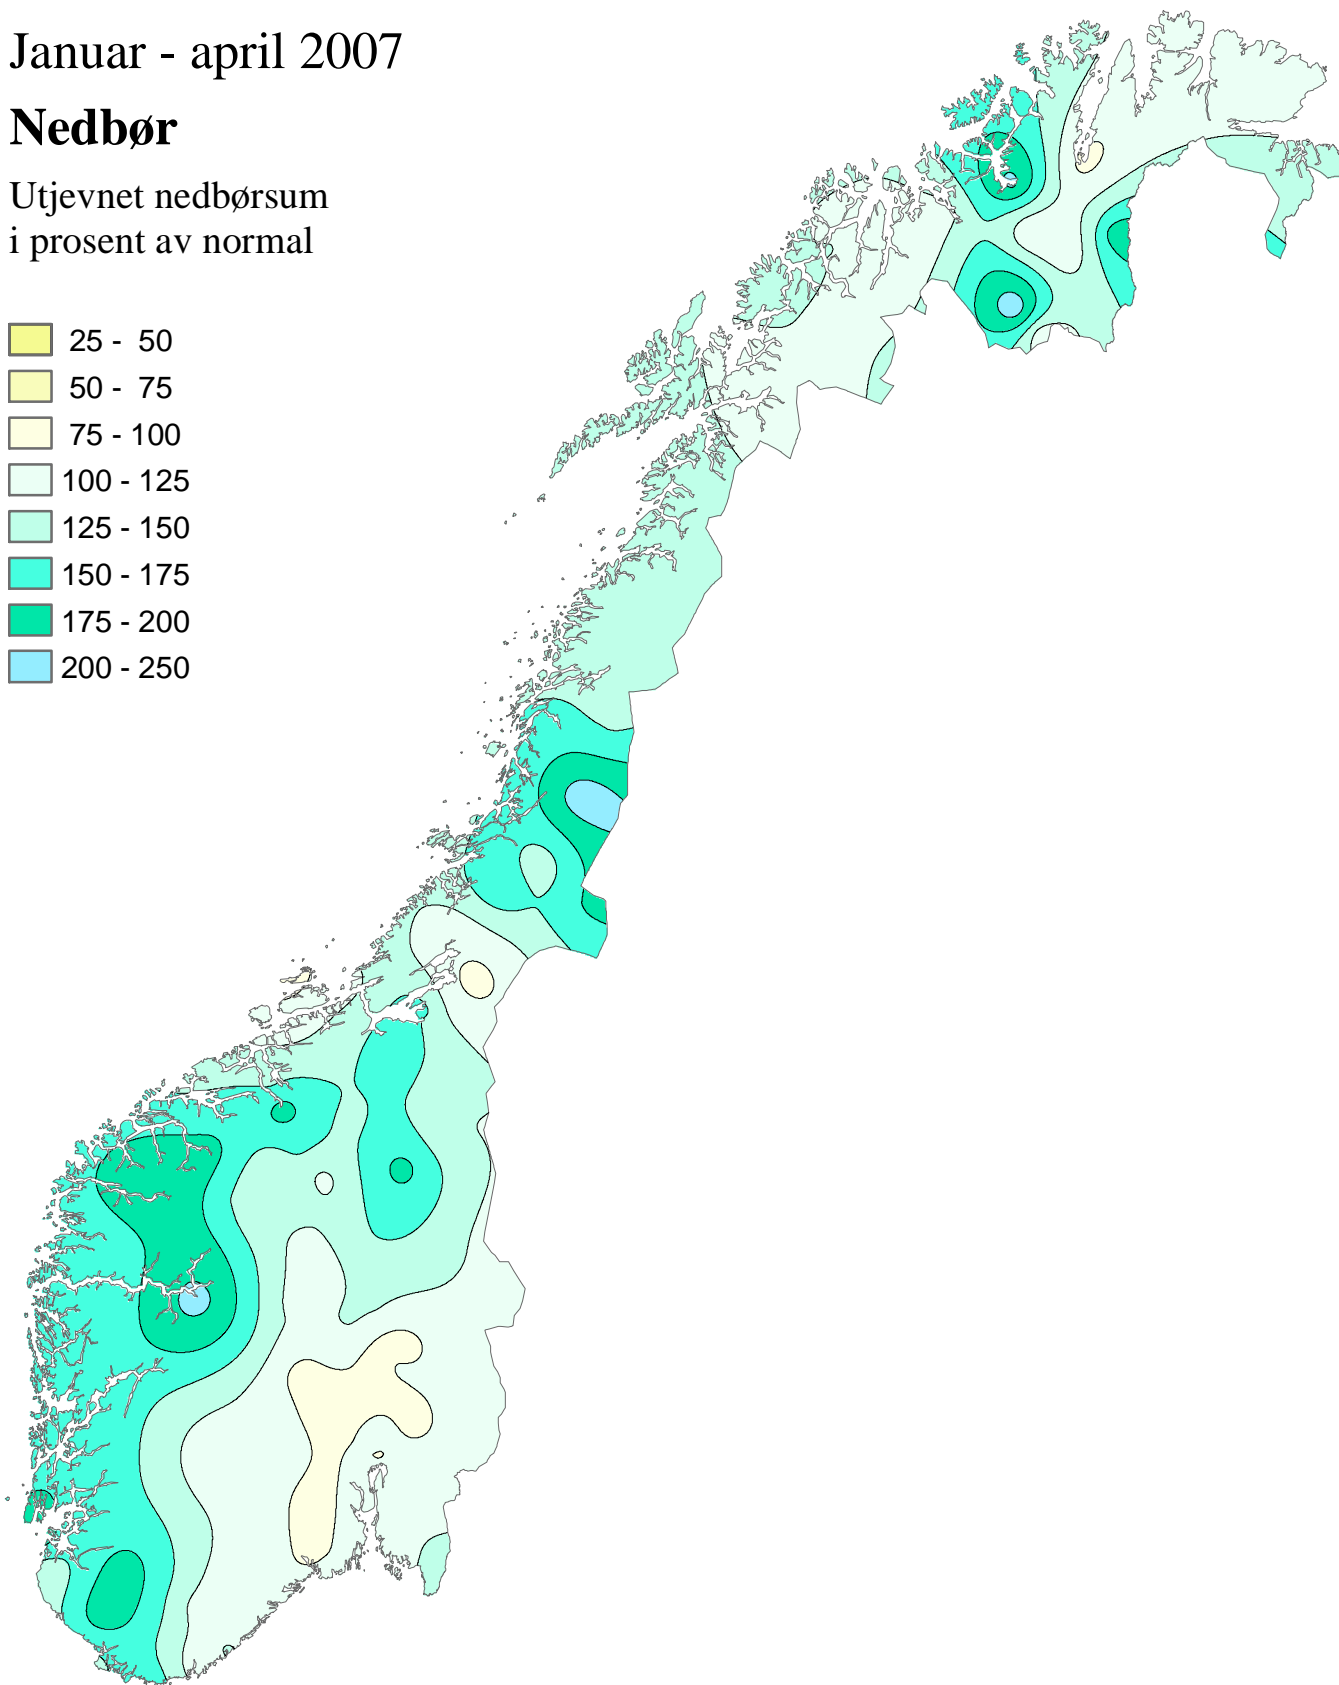 Januar - april 2007
Nedbør
Utjevnet nedbørsum
i prosent av normal
25 - 50
50 - 75
75 - 100
100 - 125
125 - 150
150 - 175
175 - 200
200 - 250